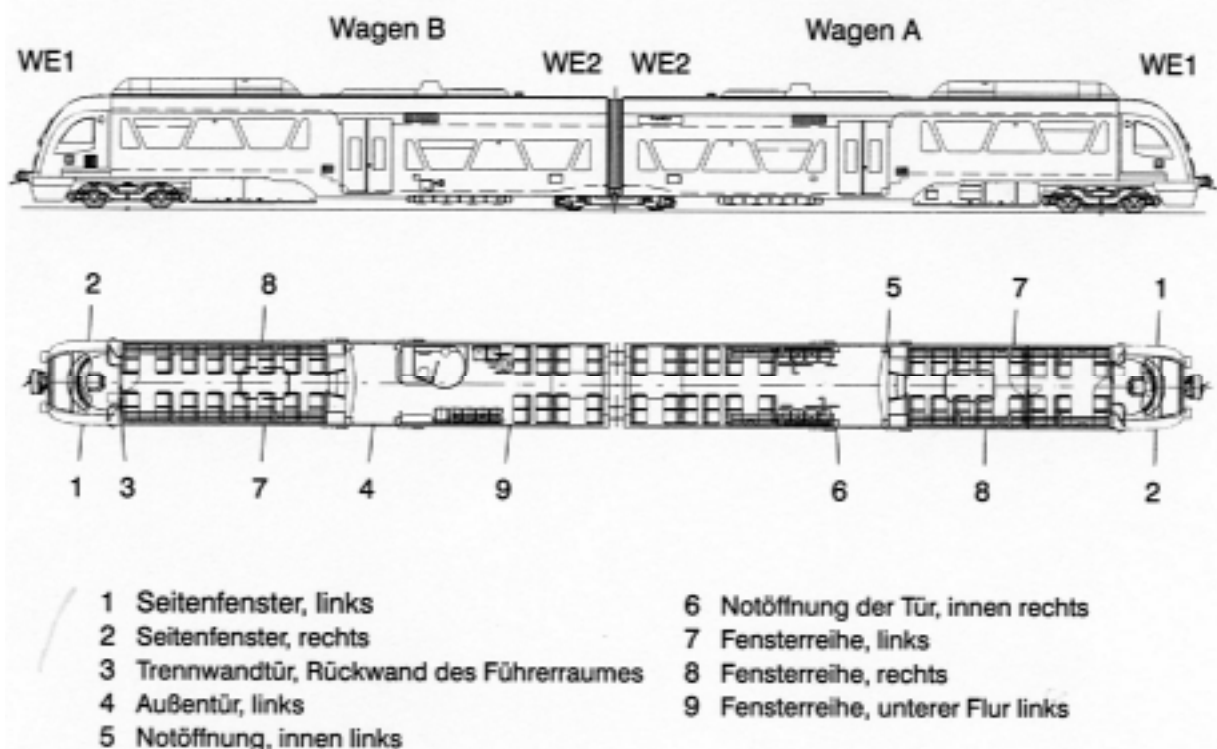 Wagen B Wagen A
WE1 WE2 WE2 WE1
2 8 5 7 1
1 3 7 4 9 6 8 2
1 Seitenfenster, links
2 Seitenfenster, rechts
3 Trennwandtür, Rückwand des Führerraumes
4 Außentür, links
5 Notöffnung, innen links
6 Notöffnung der Tür, innen rechts
7 Fensterreihe, links
8 Fensterreihe, rechts
9 Fensterreihe, unterer Flur links